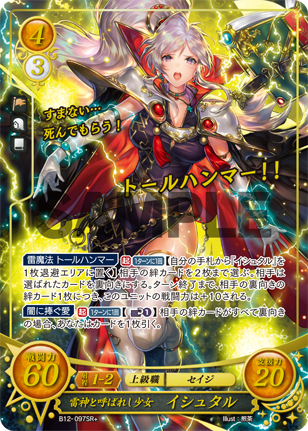 4
3
すまない…
死んでもらう!
トールハンマー!!
SAMPLE
雷魔法 トールハンマー 起 1ターンに1回 【自分の手札から「イシュタル」を
1枚退避エリアに置く】相手の絆カードを2枚まで選ぶ。相手は
選ばれたカードを裏向きにする。ターン終了まで、相手の裏向きの
絆カード1枚につき、このユニットの戦闘力は+10される。
闇に捧ぐ愛 起 1ターンに1回 【1】相手の絆カードがすべて裏向き
の場合、あなたはカードを1枚引く。
戦闘力
60
射程 1-2
上級職
セイジ
支援力
20
雷神と呼ばれし少女 イシュタル
B12-097SR+
Illust:煎茶